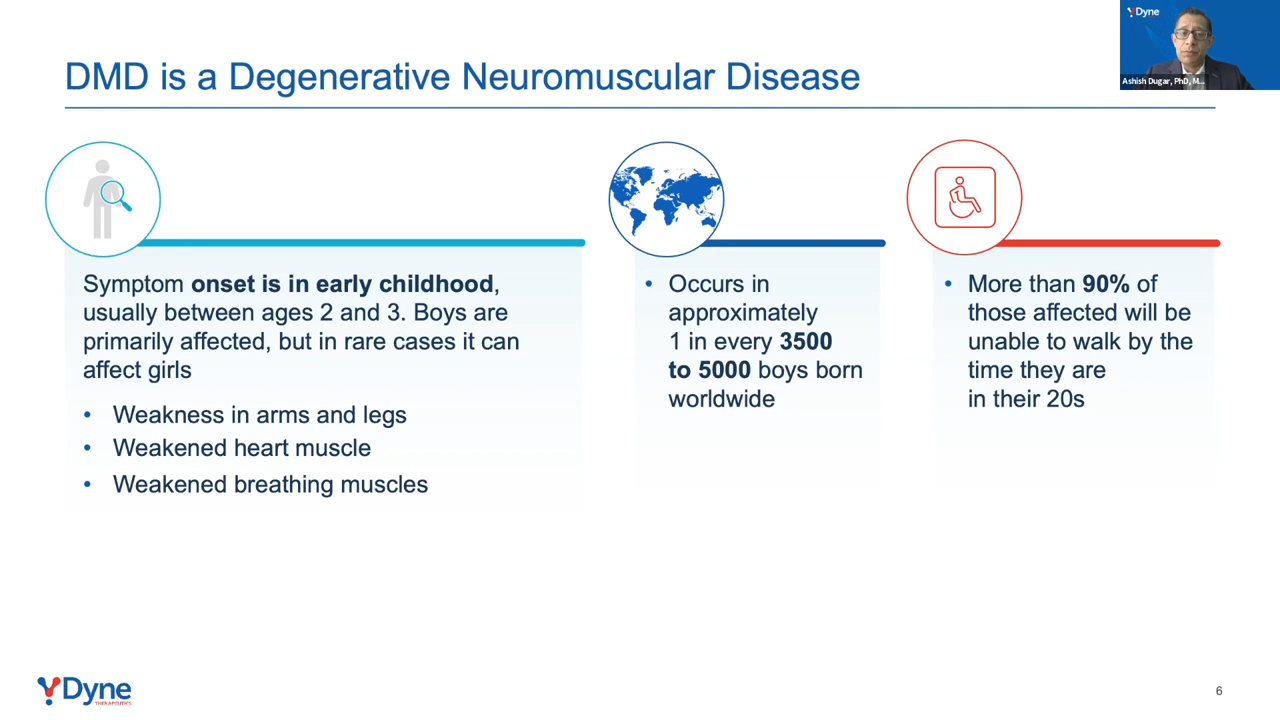 Dyne
Ashish Dugar, PhD, M...
DMD is a Degenerative Neuromuscular Disease
Symptom onset is in early childhood,
usually between ages 2 and 3. Boys are
primarily affected, but in rare cases it can
affect girls
• Weakness in arms and legs
• Weakened heart muscle
• Weakened breathing muscles
• Occurs in
approximately
1 in every 3500
to 5000 boys born
worldwide
• More than 90% of
those affected will be
unable to walk by the
time they are
in their 20s
Dyne
THERAPEUTICS
6